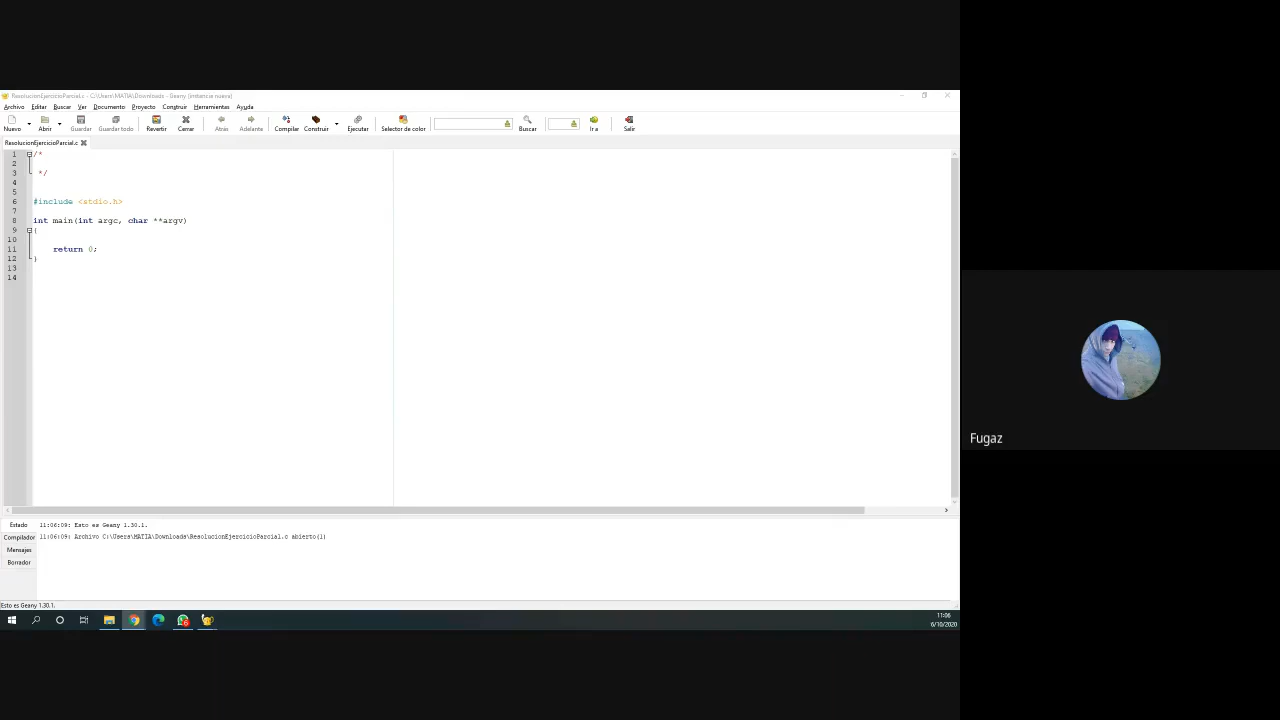 ResolucionEjercicioParcial.c - C:\Users\MATIA\Downloads - Geany (instancia nueva)
Archivo Editar Buscar Ver Documento Proyecto Construir Herramientas Ayuda
Nuevo Abrir Guardar Guardar todo Revertir Cerrar Atrás Adelante Compilar Construir Ejecutar Selector de color Buscar Ir a Salir
ResolucionEjercicioParcial.c
1 /*
2
3 */
4
5
6 #include <stdio.h>
7
8 int main(int argc, char **argv)
9 {
10
11 return 0;
12 }
13
14
Estado 11:06:09: Esto es Geany 1.30.1.
Compilador 11:06:09: Archivo C:\Users\MATIA\Downloads\ResolucionEjercicioParcial.c abierto(1)
Mensajes
Borrador
Esto es Geany 1.30.1.
11:06
6/10/2020
Fugaz